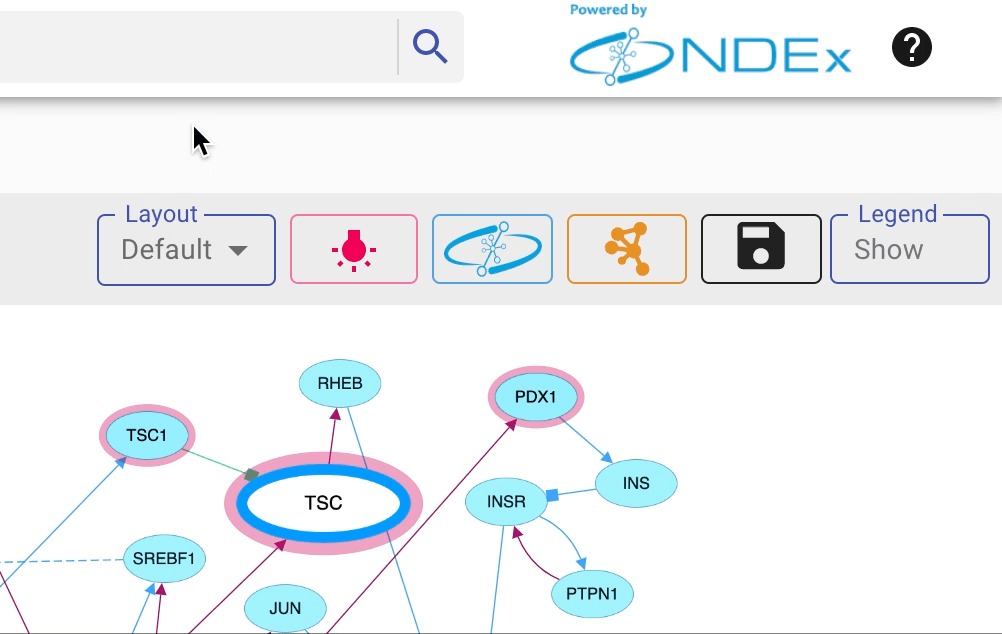 Powered by
NDEx
?
Layout
Default
Legend
Show
RHEB
PDX1
TSC1
INS
TSC
INSR
SREBF1
PTPN1
JUN